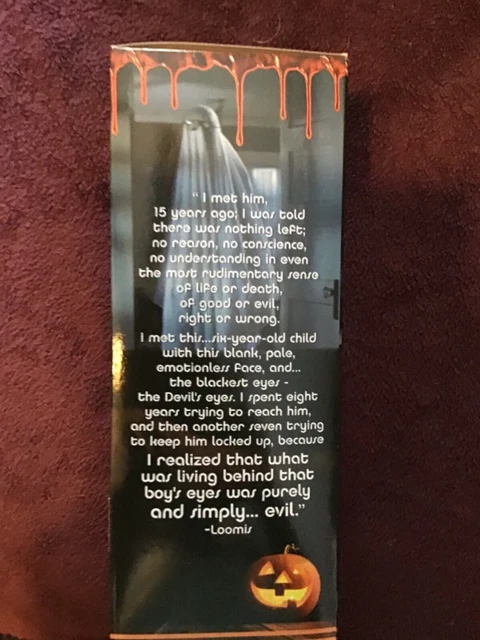 “ I met him,
15 years ago; I was told
there was nothing left;
no reason, no conscience,
no understanding in even
the most rudimentary sense
of life or death,
of good or evil,
right or wrong.
I met this...six-year-old child
with this blank, pale,
emotionless face, and...
the blackest eyes -
the Devil's eyes. I spent eight
years trying to reach him,
and then another seven trying
to keep him locked up, because
I realized that what
was living behind that
boy's eyes was purely
and simply... evil.”
-Loomis